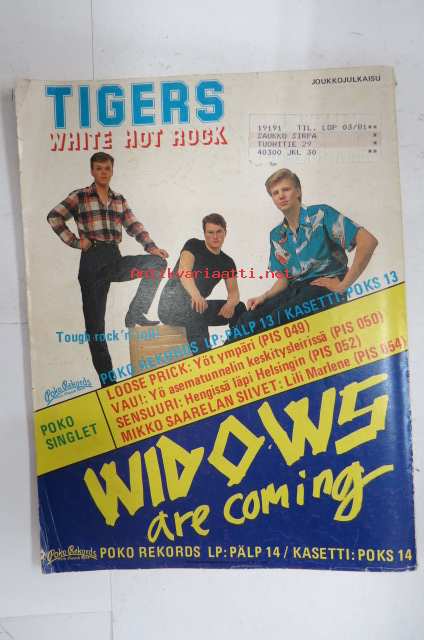 JOUKKOJULKAISU
TIGERS
WHITE HOT ROCK
19191 TIL. LOP 03/81**
ZAUKKO SIRPA *
TUOHITIE 29 *
40300 JKL 30 **
Antikvariaatti.net
Tough rock'n'roll!
Poko Rekords
POKO REKORDS LP: PÄLP 13 / KASETTI: POKS 13
POKO
SINGLET
LOOSE PRICK: Yöt ympäri (PIS 049)
VAUI: Yö asematunnelin keskitysleirissä (PIS 050)
SENSUURI: Hengissä läpi Helsingin (PIS 052)
MIKKO SAARELAN SIIVET: Lili Marlene (PIS 054)
WIDOWS
are coming
Poko Rekords
POKO REKORDS LP: PÄLP 14 / KASETTI: POKS 14